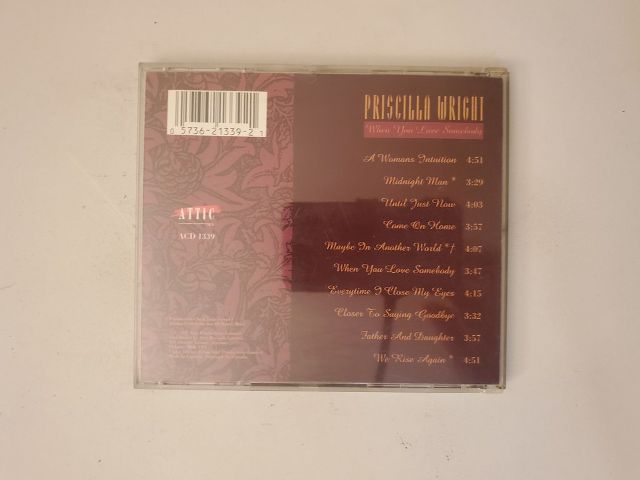 0 5736-21339-2 1
ATTIC
ACD 1339
PRISCILLA WRIGHT
When You Love Somebody
A Womans Intuition 4:51
Midnight Man * 3:29
Until Just Now 4:03
Come On Home 3:57
Maybe In Another World *† 4:07
When You Love Somebody 3:47
Everytime I Close My Eyes 4:15
Closer To Saying Goodbye 3:32
Father And Daughter 3:57
We Rise Again * 4:51